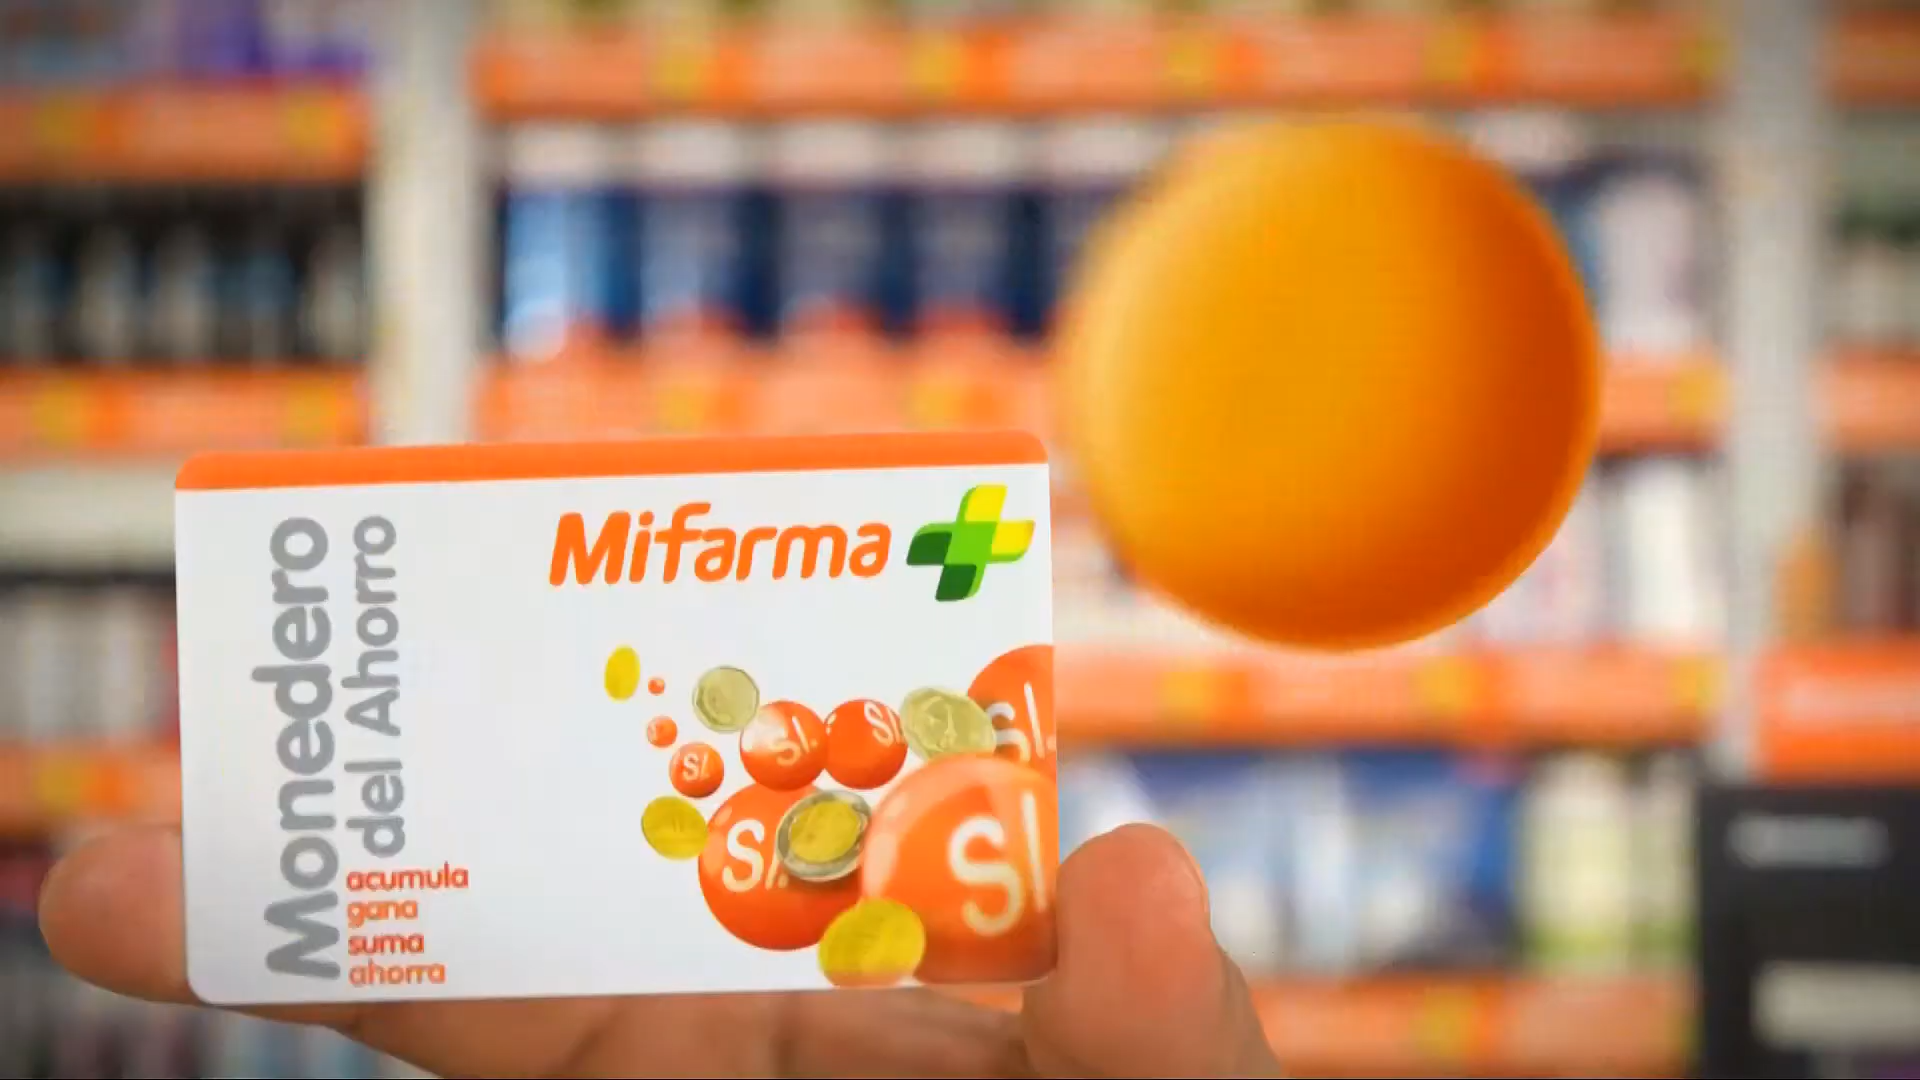 Mifarma
Monedero
del Ahorro
acumula
gana
suma
ahorra
S/.
S/.
S/.
S/.
S/.
S/.